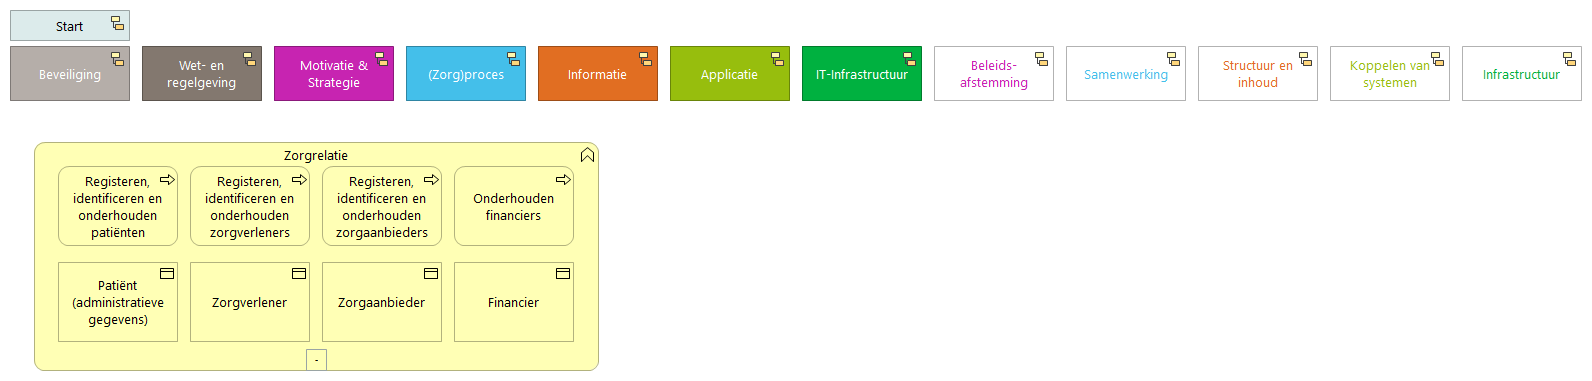 Start
Beveiliging
Wet- en
regelgeving
Motivatie &
Strategie
(Zorg)proces
Informatie
Applicatie
IT-Infrastructuur
Beleids-
afstemming
Samenwerking
Structuur en
inhoud
Koppelen van
systemen
Infrastructuur
Zorgrelatie
Registeren,
identificeren en
onderhouden
patiënten
Registeren,
identificeren en
onderhouden
zorgverleners
Registeren,
identificeren en
onderhouden
zorgaanbieders
Onderhouden
financiers
Patiënt
(administratieve
gegevens)
Zorgverlener
Zorgaanbieder
Financier
-